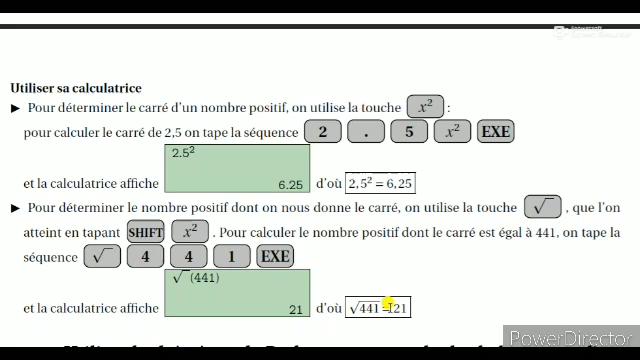 Utiliser sa calculatrice
▶ Pour déterminer le carré d'un nombre positif, on utilise la touche x² :
pour calculer le carré de 2,5 on tape la séquence 2 . 5 x² EXE
2.5²
6.25
et la calculatrice affiche d'où 2,5² = 6,25
▶ Pour déterminer le nombre positif dont on nous donne le carré, on utilise la touche √ , que l'on
atteint en tapant SHIFT x² . Pour calculer le nombre positif dont le carré est égal à 441, on tape la
séquence √ 4 4 1 EXE
√(441)
21
et la calculatrice affiche d'où √441 = 21
PowerDirector